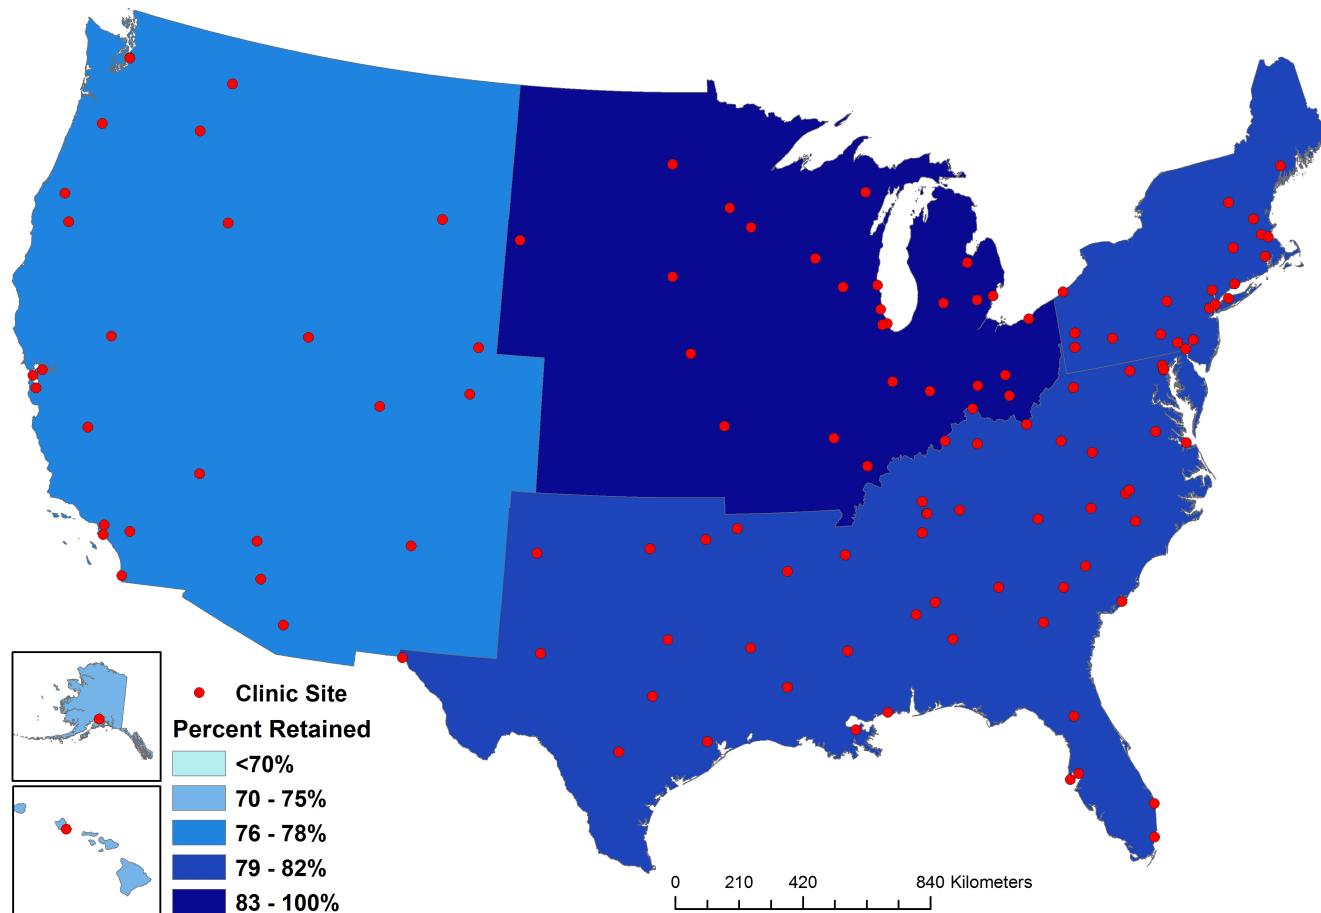 Clinic Site
Percent Retained
<70%
70 - 75%
76 - 78%
79 - 82%
83 - 100%
0 210 420 840 Kilometers